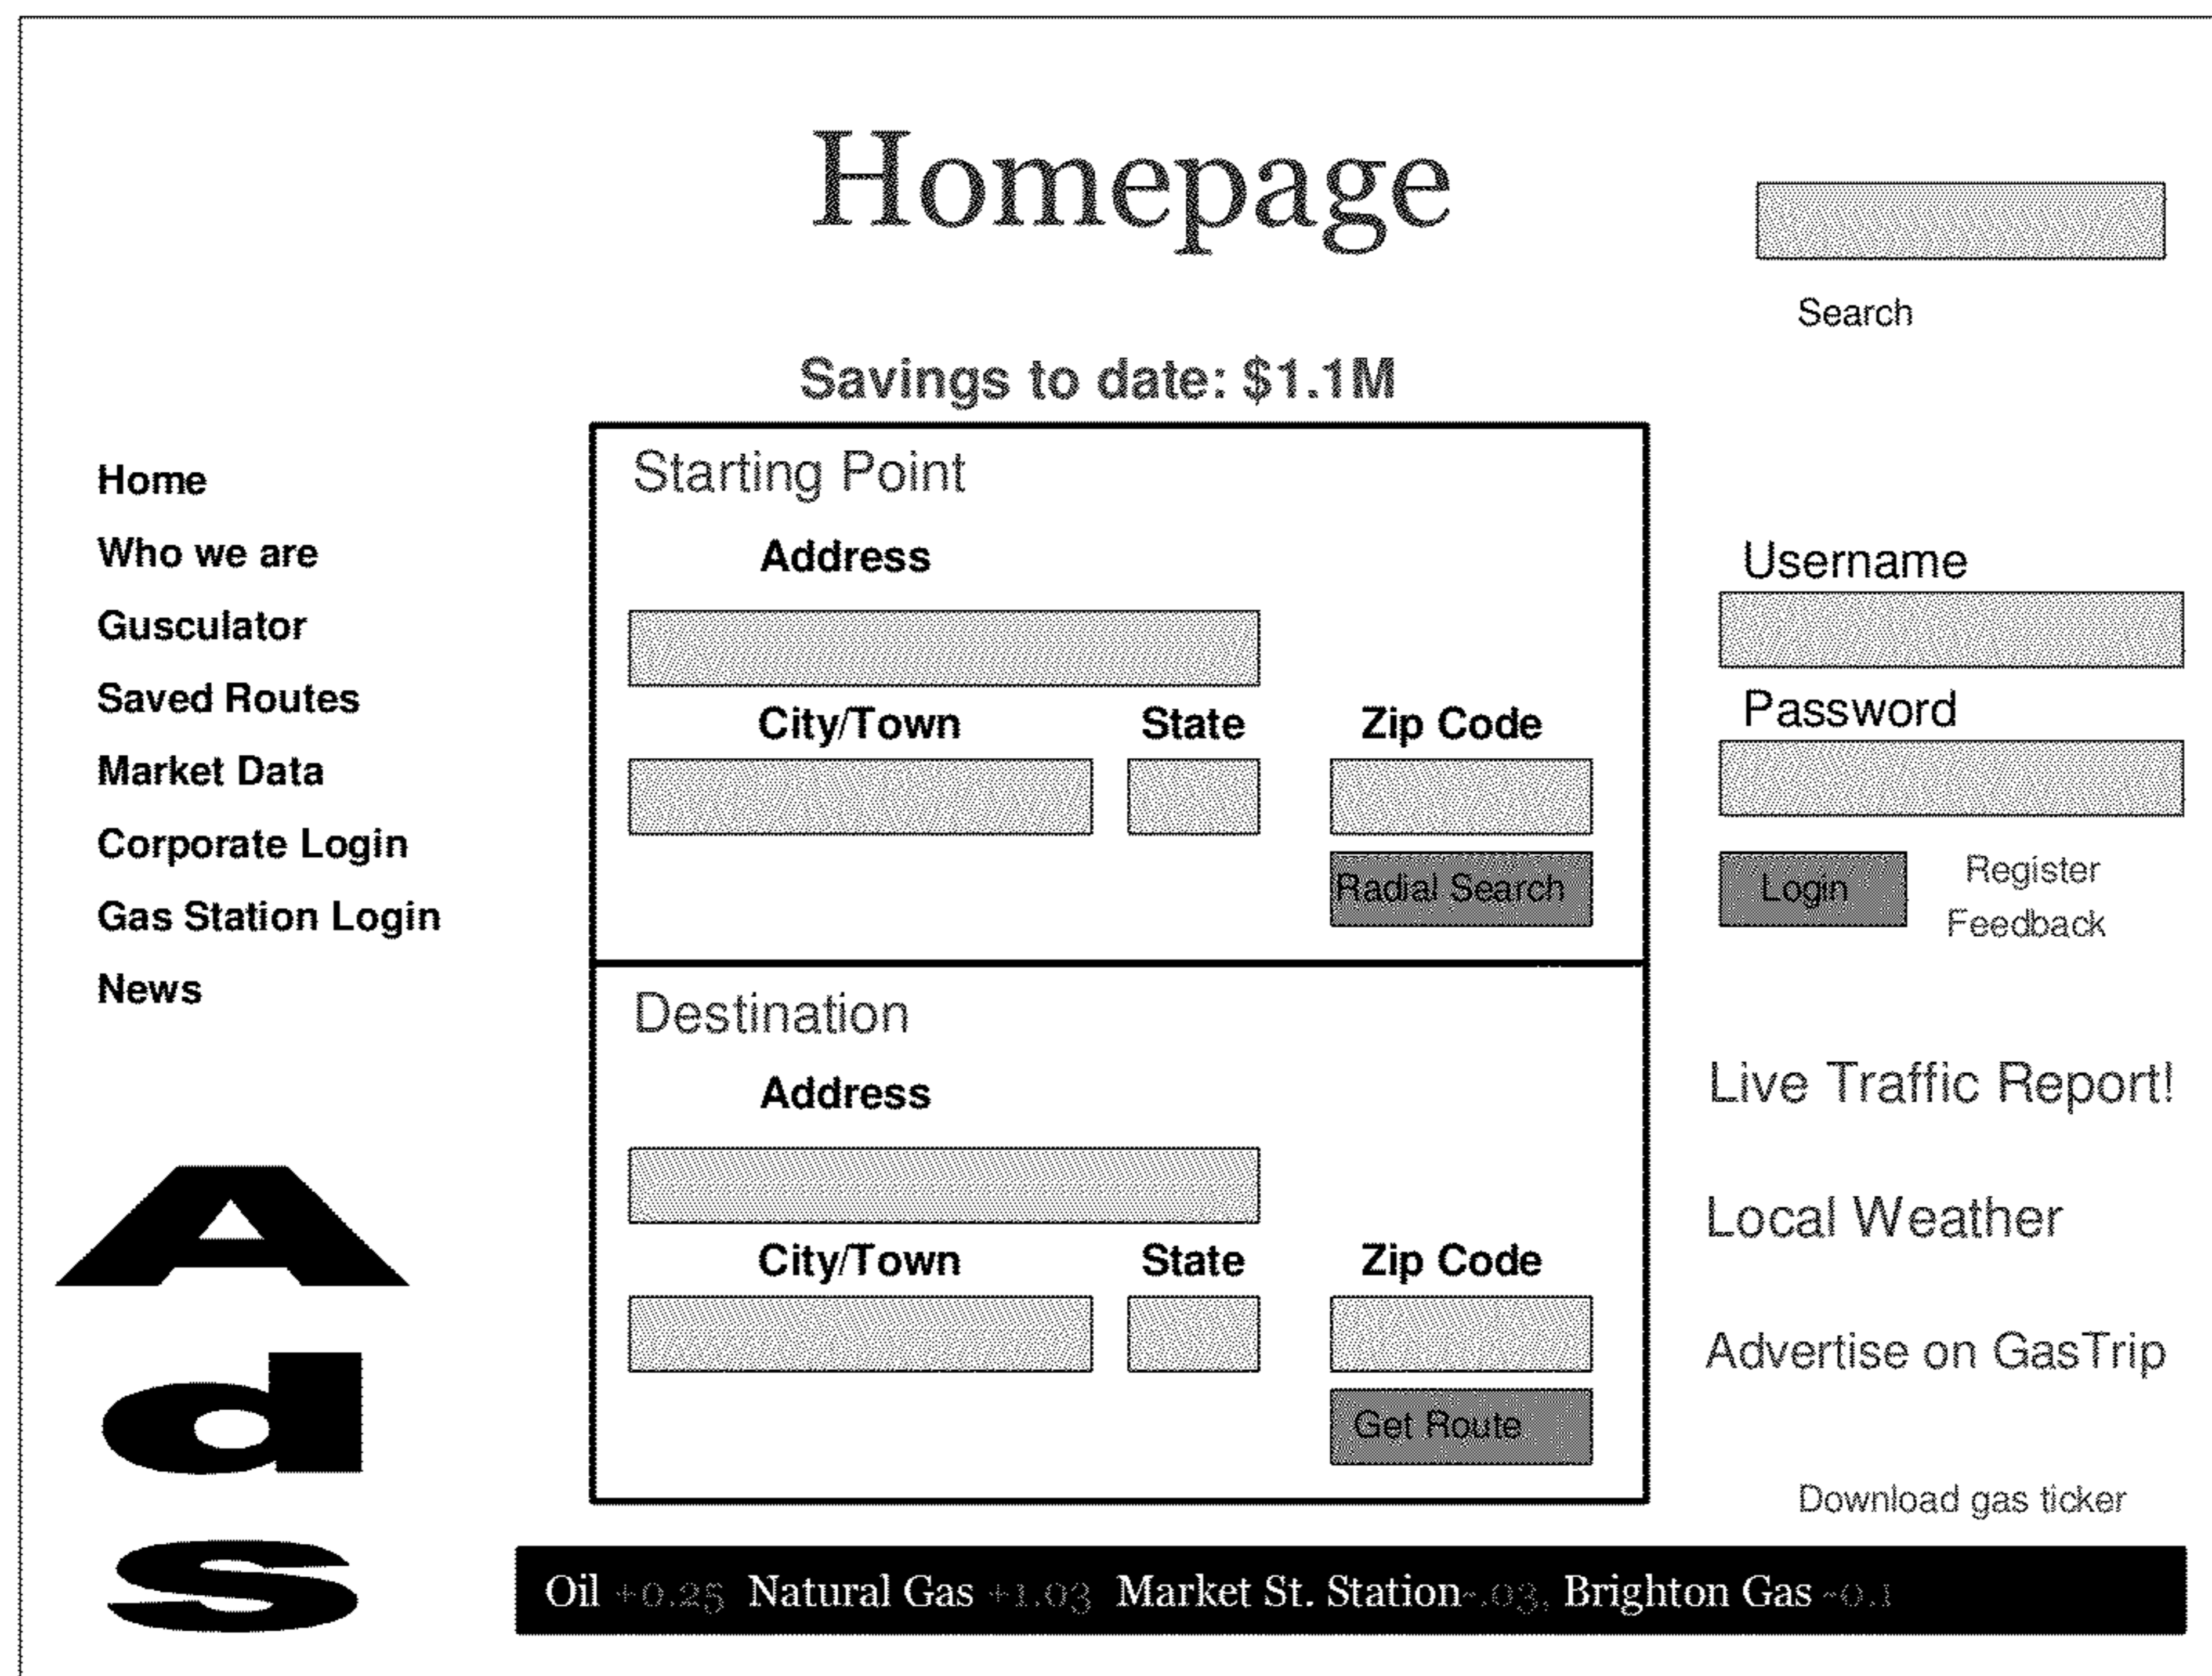 Homepage
Search
Savings to date: $1.1M
Home
Who we are
Gusculator
Saved Routes
Market Data
Corporate Login
Gas Station Login
News
Ads
Starting Point
Address
City/Town State Zip Code
Radial Search
Destination
Address
City/Town State Zip Code
Get Route
Username
Password
Login
Register
Feedback
Live Traffic Report!
Local Weather
Advertise on GasTrip
Download gas ticker
Oil +0.25 Natural Gas +1.03 Market St. Station-.03, Brighton Gas -0.1